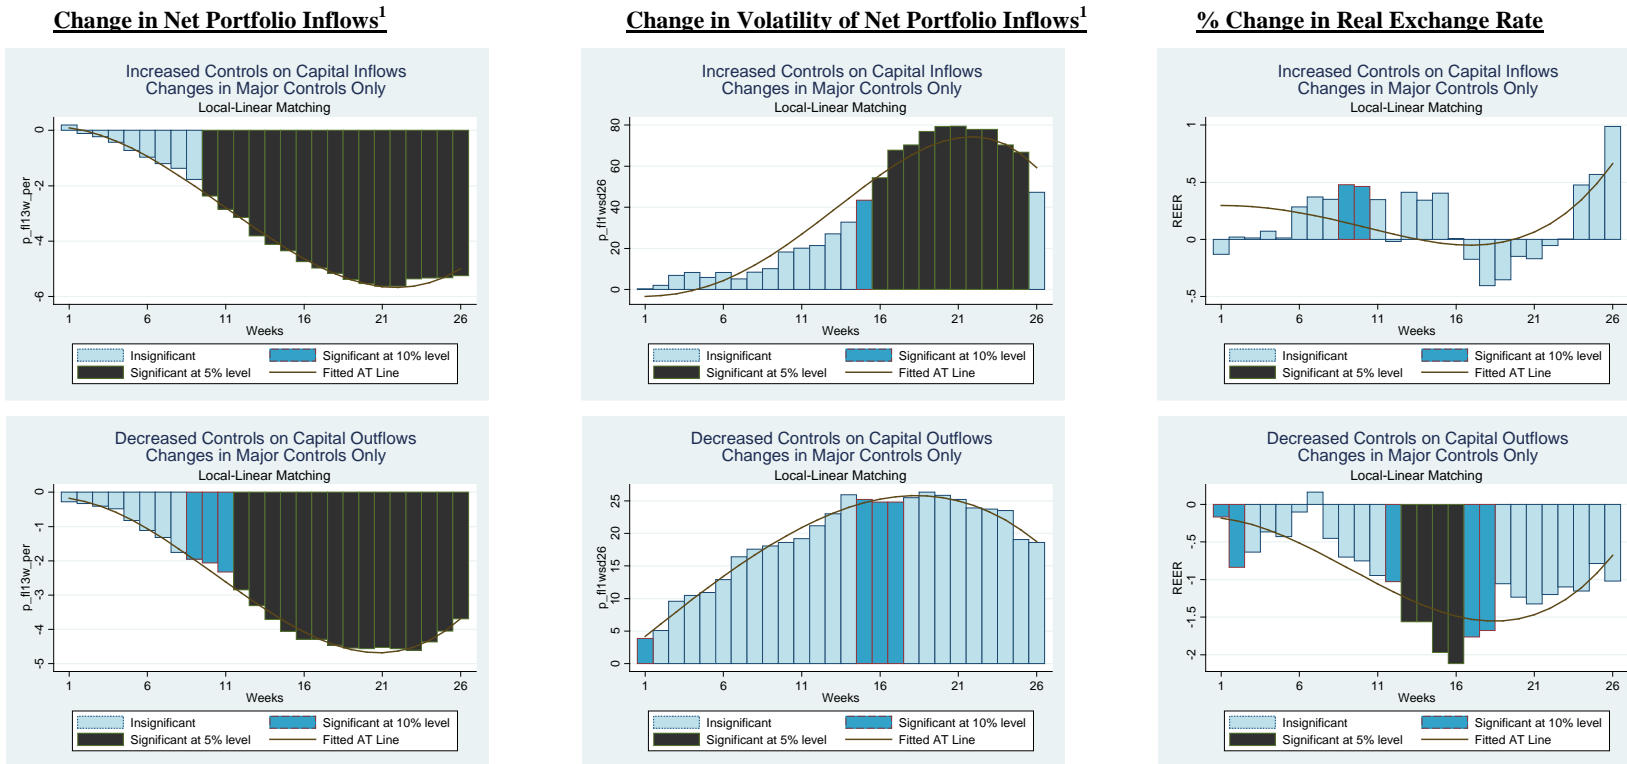 Change in Net Portfolio Inflows1
Change in Volatility of Net Portfolio Inflows1
% Change in Real Exchange Rate
Increased Controls on Capital Inflows
Changes in Major Controls Only
Local-Linear Matching
p_fl13w_per
0
-2
-4
-6
1 6 11 16 21 26
Weeks
Insignificant
Significant at 10% level
Significant at 5% level
Fitted AT Line
Increased Controls on Capital Inflows
Changes in Major Controls Only
Local-Linear Matching
p_fl1wsd26
80
60
40
20
0
1 6 11 16 21 26
Weeks
Insignificant
Significant at 10% level
Significant at 5% level
Fitted AT Line
Increased Controls on Capital Inflows
Changes in Major Controls Only
Local-Linear Matching
REER
1
.5
0
-.5
1 6 11 16 21 26
Weeks
Insignificant
Significant at 10% level
Significant at 5% level
Fitted AT Line
Decreased Controls on Capital Outflows
Changes in Major Controls Only
Local-Linear Matching
p_fl13w_per
0
-1
-2
-3
-4
-5
1 6 11 16 21 26
Weeks
Insignificant
Significant at 10% level
Significant at 5% level
Fitted AT Line
Decreased Controls on Capital Outflows
Changes in Major Controls Only
Local-Linear Matching
p_fl1wsd26
25
20
15
10
5
0
1 6 11 16 21 26
Weeks
Insignificant
Significant at 10% level
Significant at 5% level
Fitted AT Line
Decreased Controls on Capital Outflows
Changes in Major Controls Only
Local-Linear Matching
REER
0
-.5
-1
-1.5
-2
1 6 11 16 21 26
Weeks
Insignificant
Significant at 10% level
Significant at 5% level
Fitted AT Line